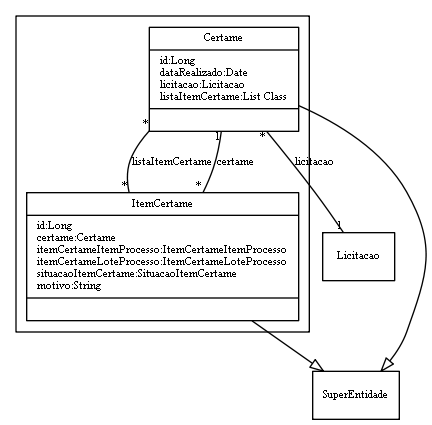 Certame
id:Long
dataRealizado:Date
licitacao:Licitacao
listaItemCertame:List Class
* 1 *
listaItemCertame certame licitacao
* * 1
ItemCertame
id:Long
certame:Certame
itemCertameItemProcesso:ItemCertameItemProcesso
itemCertameLoteProcesso:ItemCertameLoteProcesso
situacaoItemCertame:SituacaoItemCertame
motivo:String
Licitacao
SuperEntidade